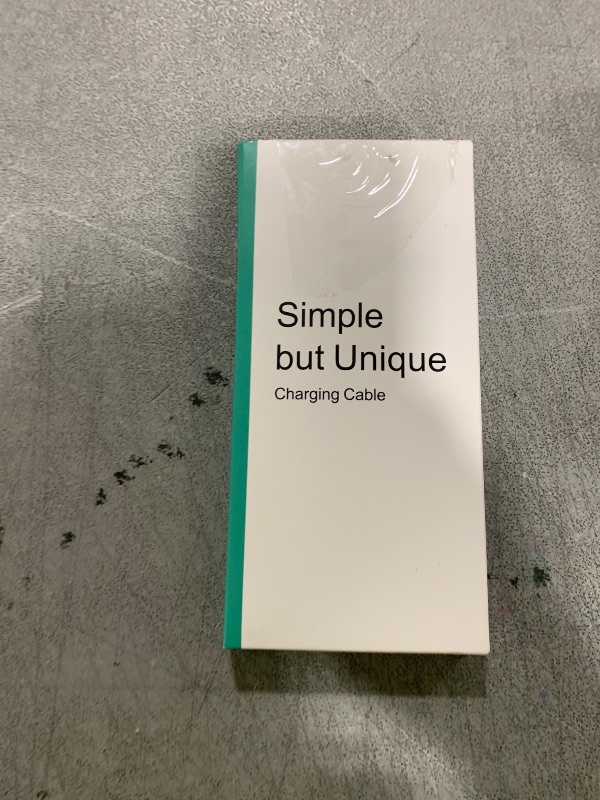 Simple
but Unique
Charging Cable